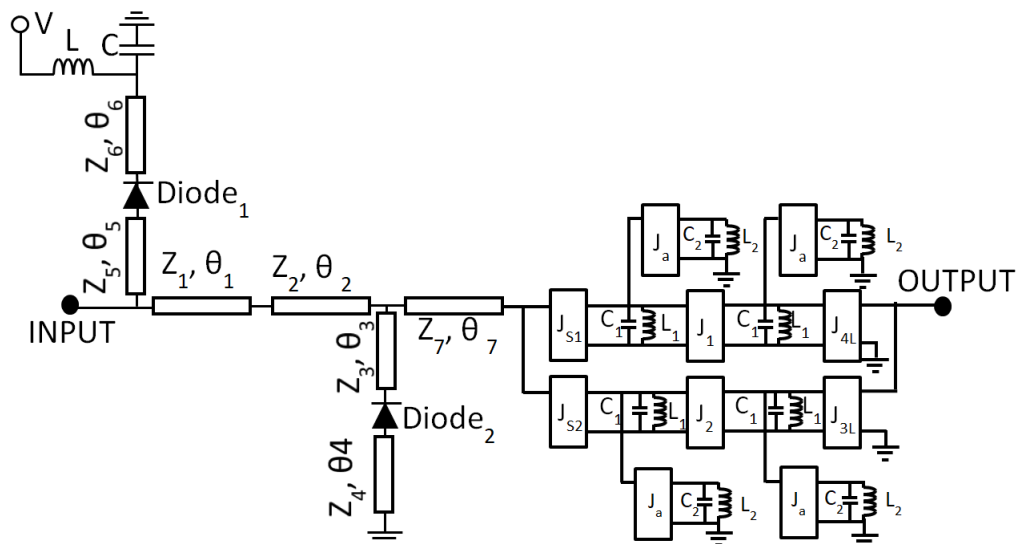 V
L
C
Z6, θ6
Diode1
Z5, θ5
Z1, θ1
Z2, θ2
INPUT
Z7, θ7
Z3, θ3
Diode2
Z4, θ4
Ja
C2
L2
Ja
C2
L2
OUTPUT
JS1
C1
L1
J1
C1
L1
J4L
JS2
C1
L1
J2
C1
L1
J3L
Ja
C2
L2
Ja
C2
L2